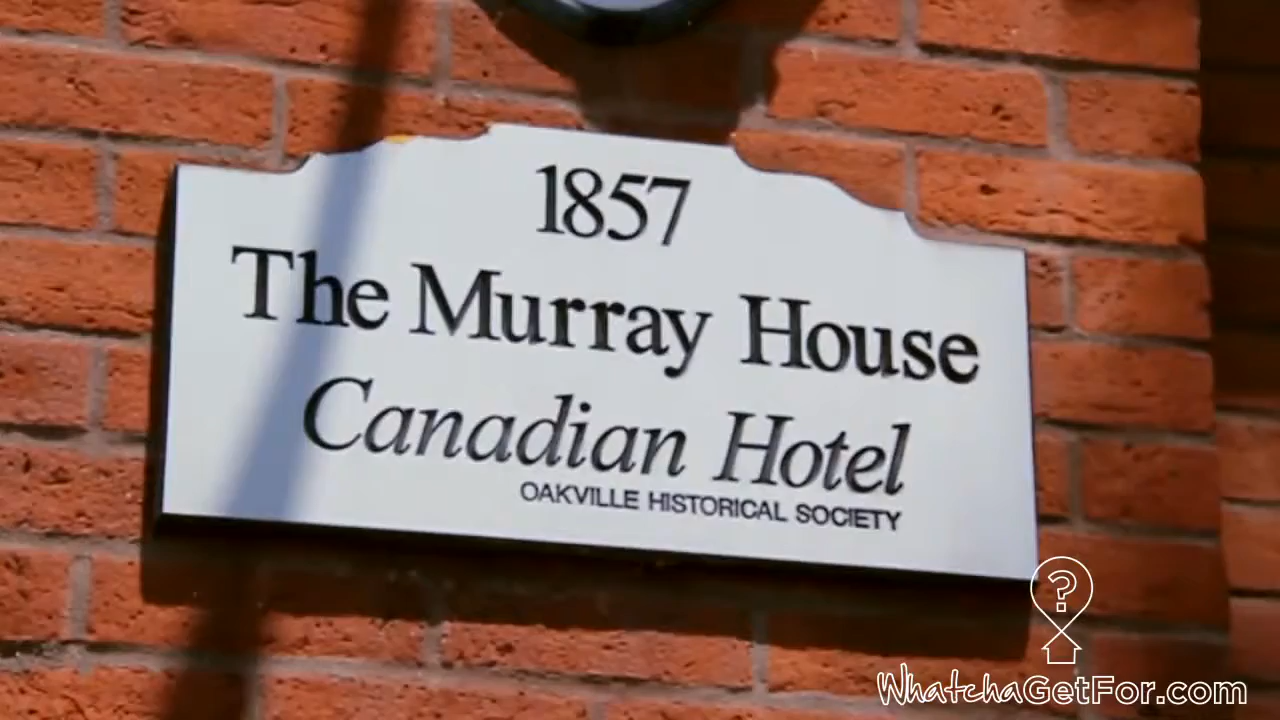 1857
The Murray House
Canadian Hotel
OAKVILLE HISTORICAL SOCIETY
?
WhatchaGetFor.com